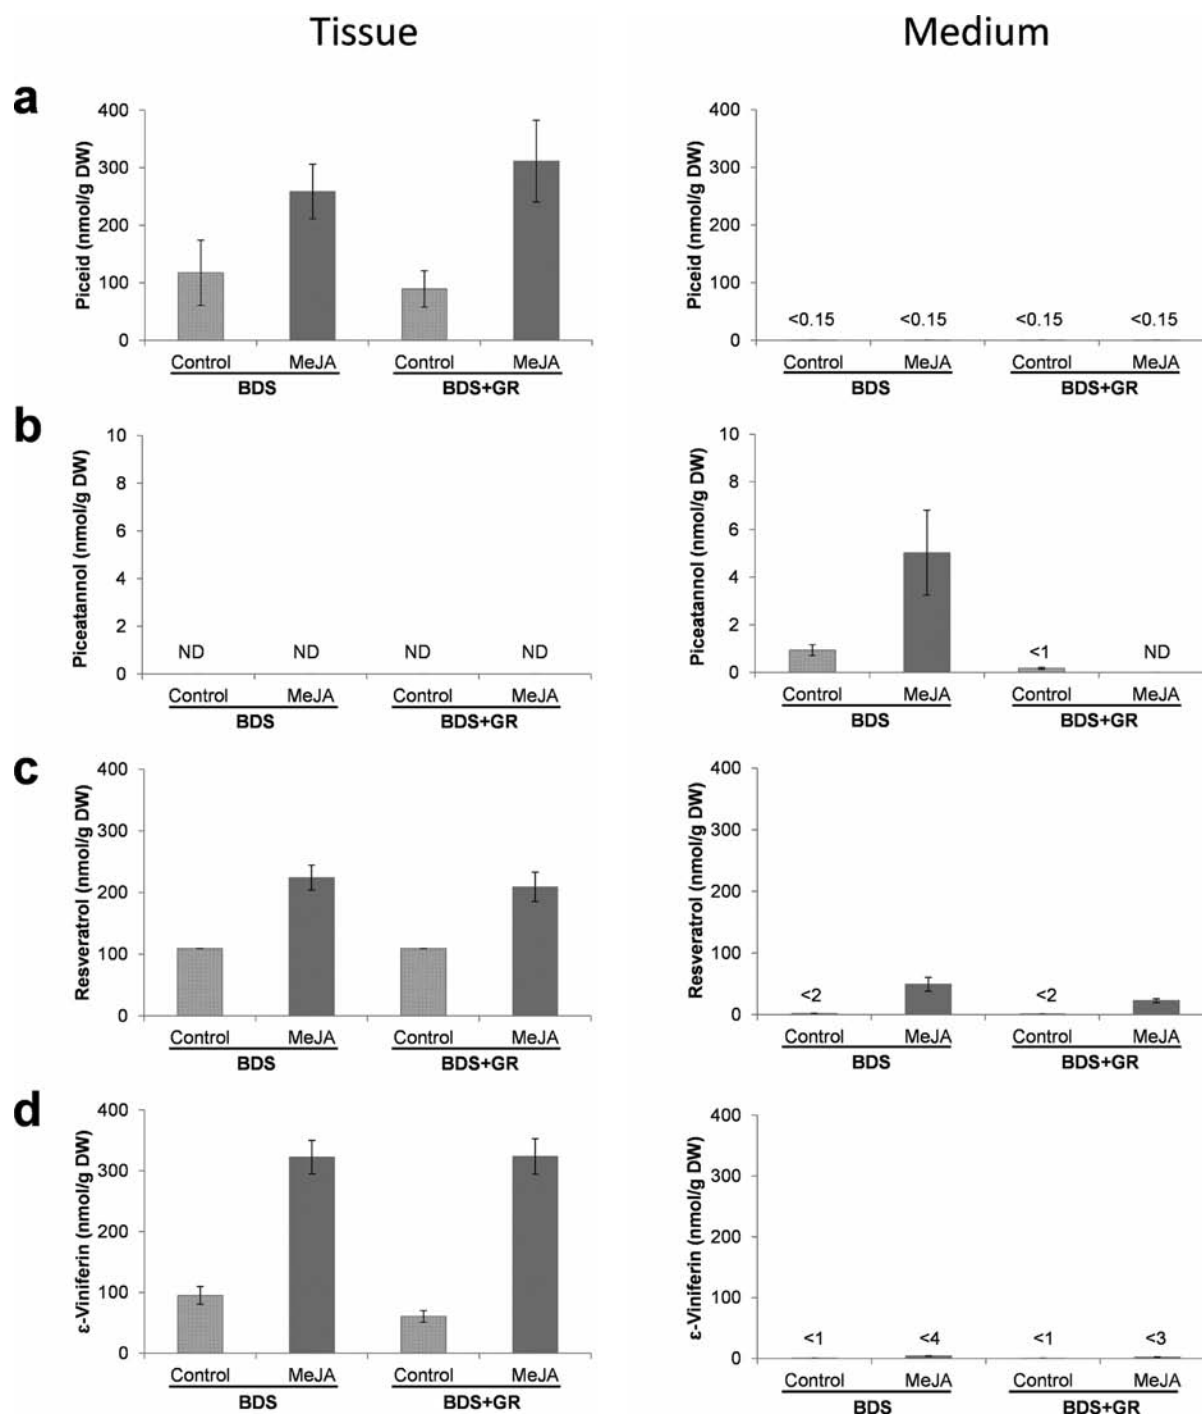 Tissue
Medium
a
Piceid (nmol/g DW)
400
300
200
100
0
Control MeJA Control MeJA
BDS BDS+GR
Piceid (nmol/g DW)
400
300
200
100
0
<0.15 <0.15 <0.15 <0.15
Control MeJA Control MeJA
BDS BDS+GR
b
Piceatannol (nmol/g DW)
10
8
6
4
2
0
ND ND ND ND
Control MeJA Control MeJA
BDS BDS+GR
Piceatannol (nmol/g DW)
10
8
6
4
2
0
<1 ND
Control MeJA Control MeJA
BDS BDS+GR
c
Resveratrol (nmol/g DW)
400
300
200
100
0
Control MeJA Control MeJA
BDS BDS+GR
Resveratrol (nmol/g DW)
400
300
200
100
0
<2 <2
Control MeJA Control MeJA
BDS BDS+GR
d
ε-Viniferin (nmol/g DW)
400
300
200
100
0
Control MeJA Control MeJA
BDS BDS+GR
ε-Viniferin (nmol/g DW)
400
300
200
100
0
<1 <4 <1 <3
Control MeJA Control MeJA
BDS BDS+GR